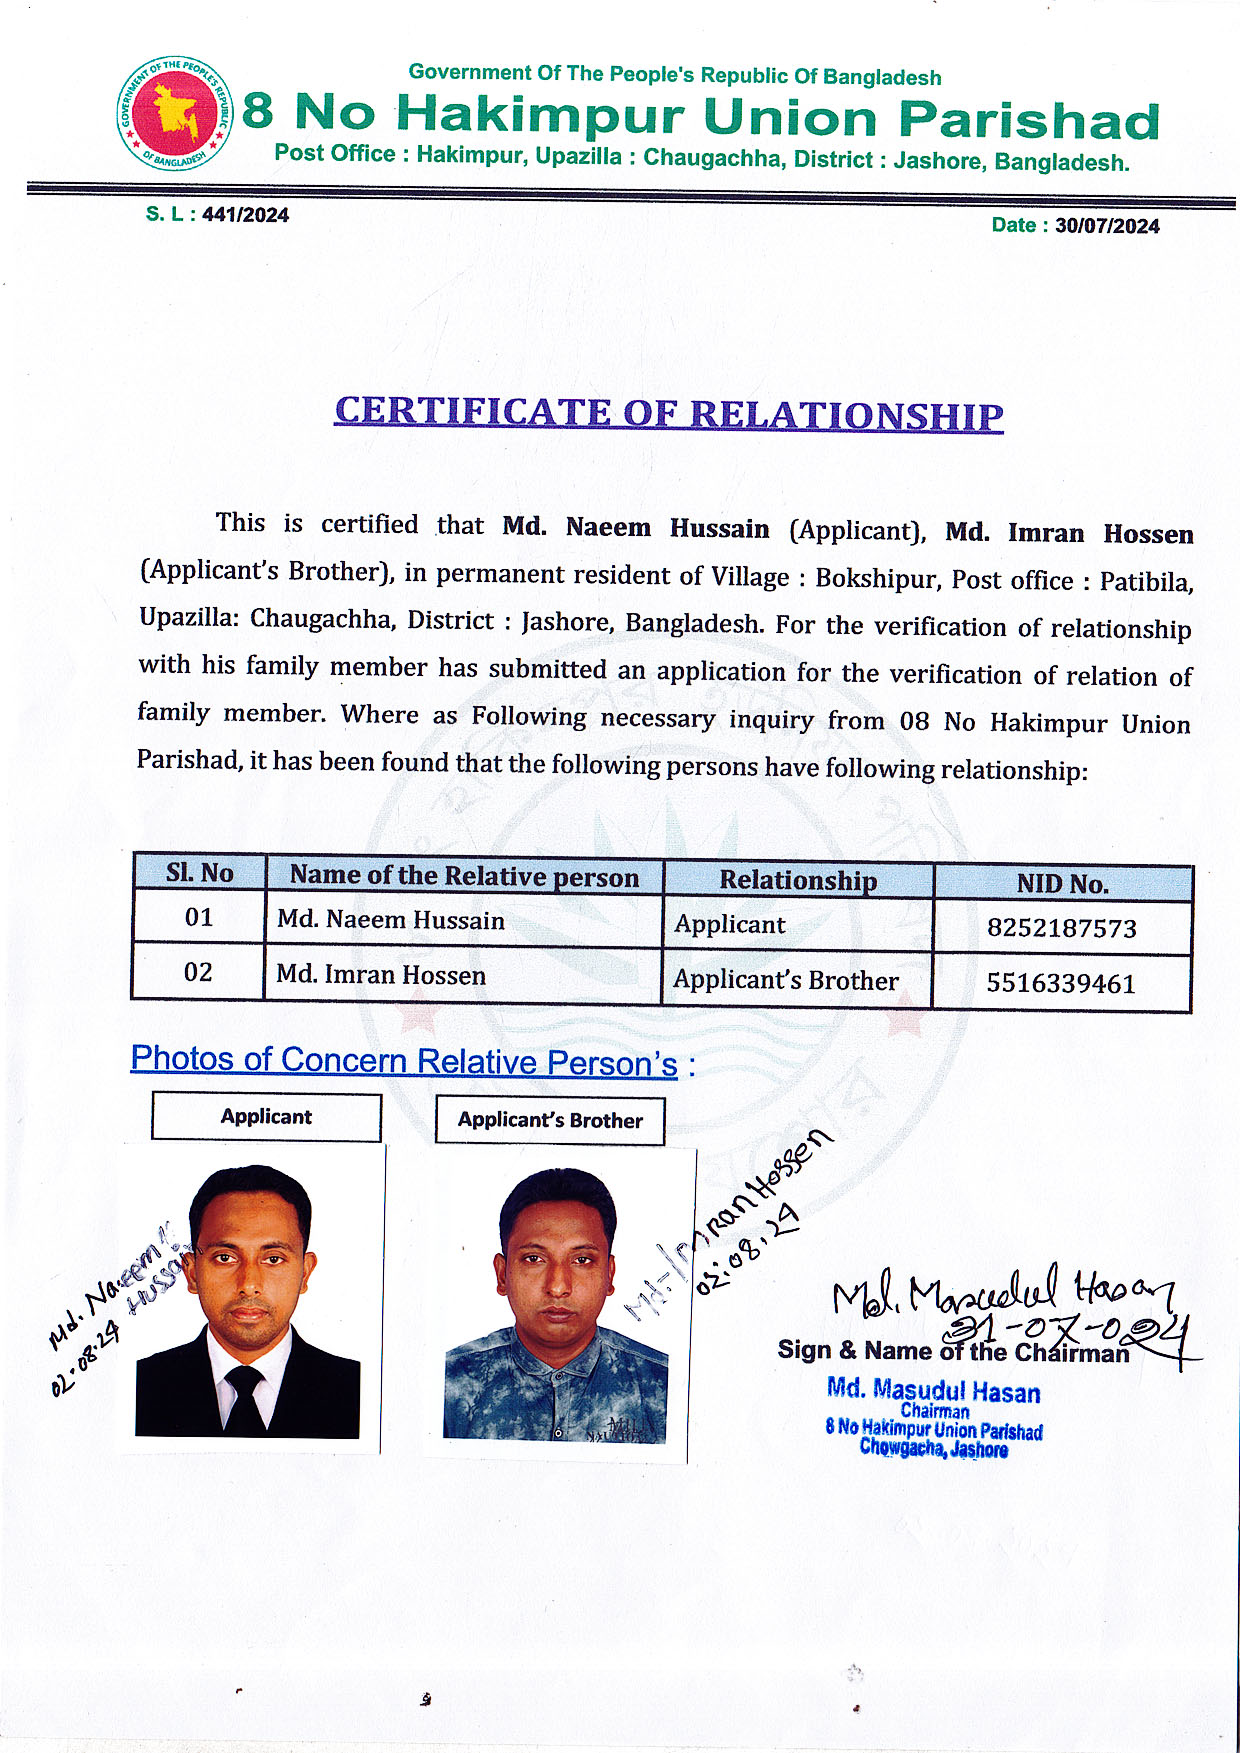 GOVERNMENT OF THE PEOPLE'S REPUBLIC
OF BANGLADESH
Government Of The People's Republic Of Bangladesh
8 No Hakimpur Union Parishad
Post Office : Hakimpur, Upazilla : Chaugachha, District : Jashore, Bangladesh.
S. L : 441/2024
Date : 30/07/2024
CERTIFICATE OF RELATIONSHIP
This is certified that Md. Naeem Hussain (Applicant), Md. Imran Hossen
(Applicant's Brother), in permanent resident of Village : Bokshipur, Post office : Patibila,
Upazilla: Chaugachha, District : Jashore, Bangladesh. For the verification of relationship
with his family member has submitted an application for the verification of relation of
family member. Where as Following necessary inquiry from 08 No Hakimpur Union
Parishad, it has been found that the following persons have following relationship:
Sl. No Name of the Relative person Relationship NID No.
01 Md. Naeem Hussain Applicant 8252187573
02 Md. Imran Hossen Applicant's Brother 5516339461
Photos of Concern Relative Person's :
Applicant
Applicant's Brother
Md. Naeem
Hussain
02.08.24
Md. Imran Hossen
02.08.24
Md. Masudul Hasan
Sign & Name of the Chairman
Md. Masudul Hasan
Chairman
8 No Hakimpur Union Parishad
Chowgacha, Jashore